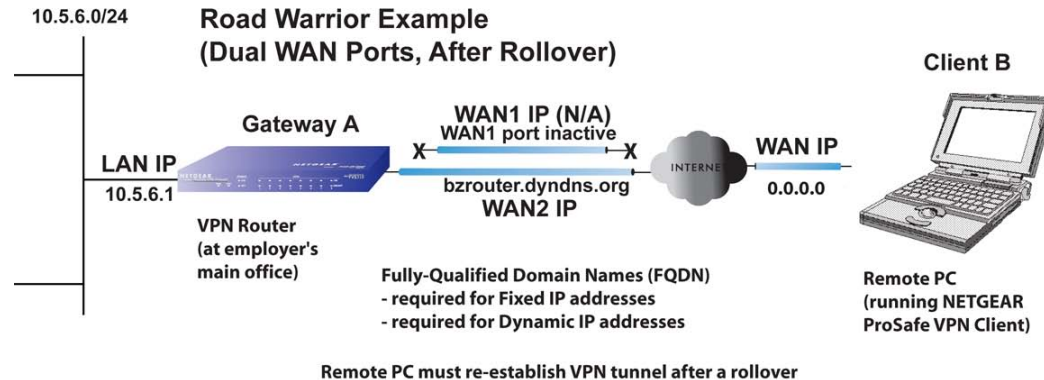 10.5.6.0/24
Road Warrior Example
(Dual WAN Ports, After Rollover)
Client B
Gateway A
WAN1 IP (N/A)
WAN1 port inactive
X
X
LAN IP
10.5.6.1
NETGEAR
NETGEAR
INTERNET
WAN IP
0.0.0.0
bzrouter.dyndns.org
WAN2 IP
VPN Router
(at employer's
main office)
Fully-Qualified Domain Names (FQDN)
- required for Fixed IP addresses
- required for Dynamic IP addresses
Remote PC
(running NETGEAR
ProSafe VPN Client)
Remote PC must re-establish VPN tunnel after a rollover